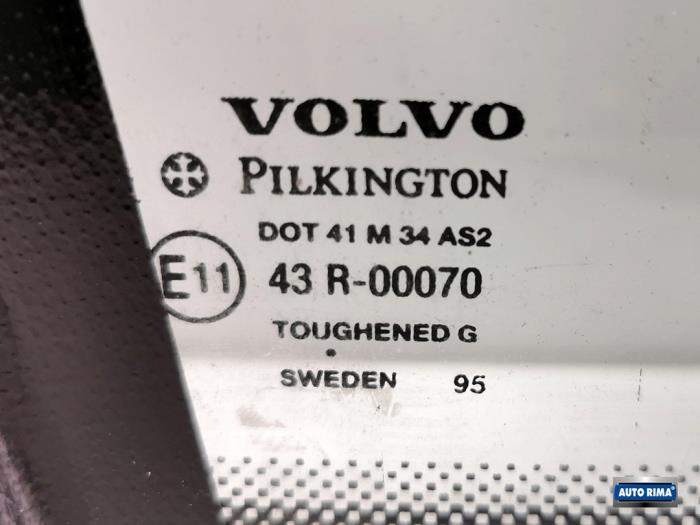 VOLVO
PILKINGTON
DOT 41 M 34 AS2
E11 43 R-00070
TOUGHENED G
SWEDEN 95
AUTO RIMA